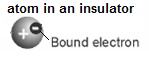 atom in an insulator
+
-
Bound electron